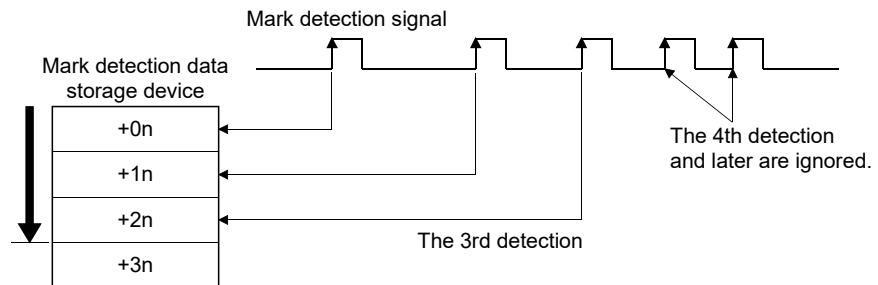 Mark detection signal
Mark detection data
storage device
+0n
+1n
+2n
+3n
The 4th detection
and later are ignored.
The 3rd detection